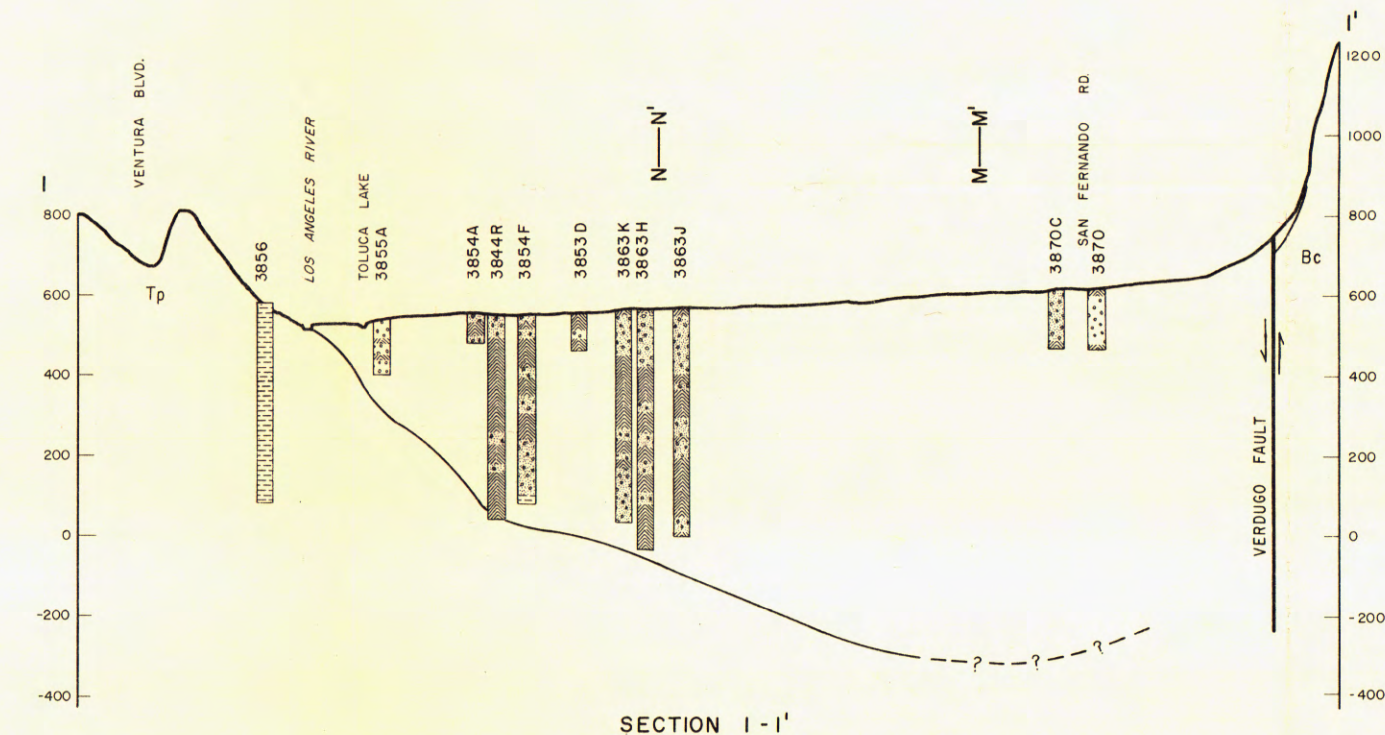 I
I'
VENTURA BLVD.
LOS ANGELES RIVER
TOLUCA LAKE
N—N'
M—M'
SAN FERNANDO RD.
3856
3855A
3854A
3844R
3854F
3853D
3863K
3863H
3863J
3870C
3870
Tp
Bc
VERDUGO FAULT
800
600
400
200
0
-200
-400
1200
1000
800
600
400
200
0
-200
-400
? ? ?
SECTION I-I'